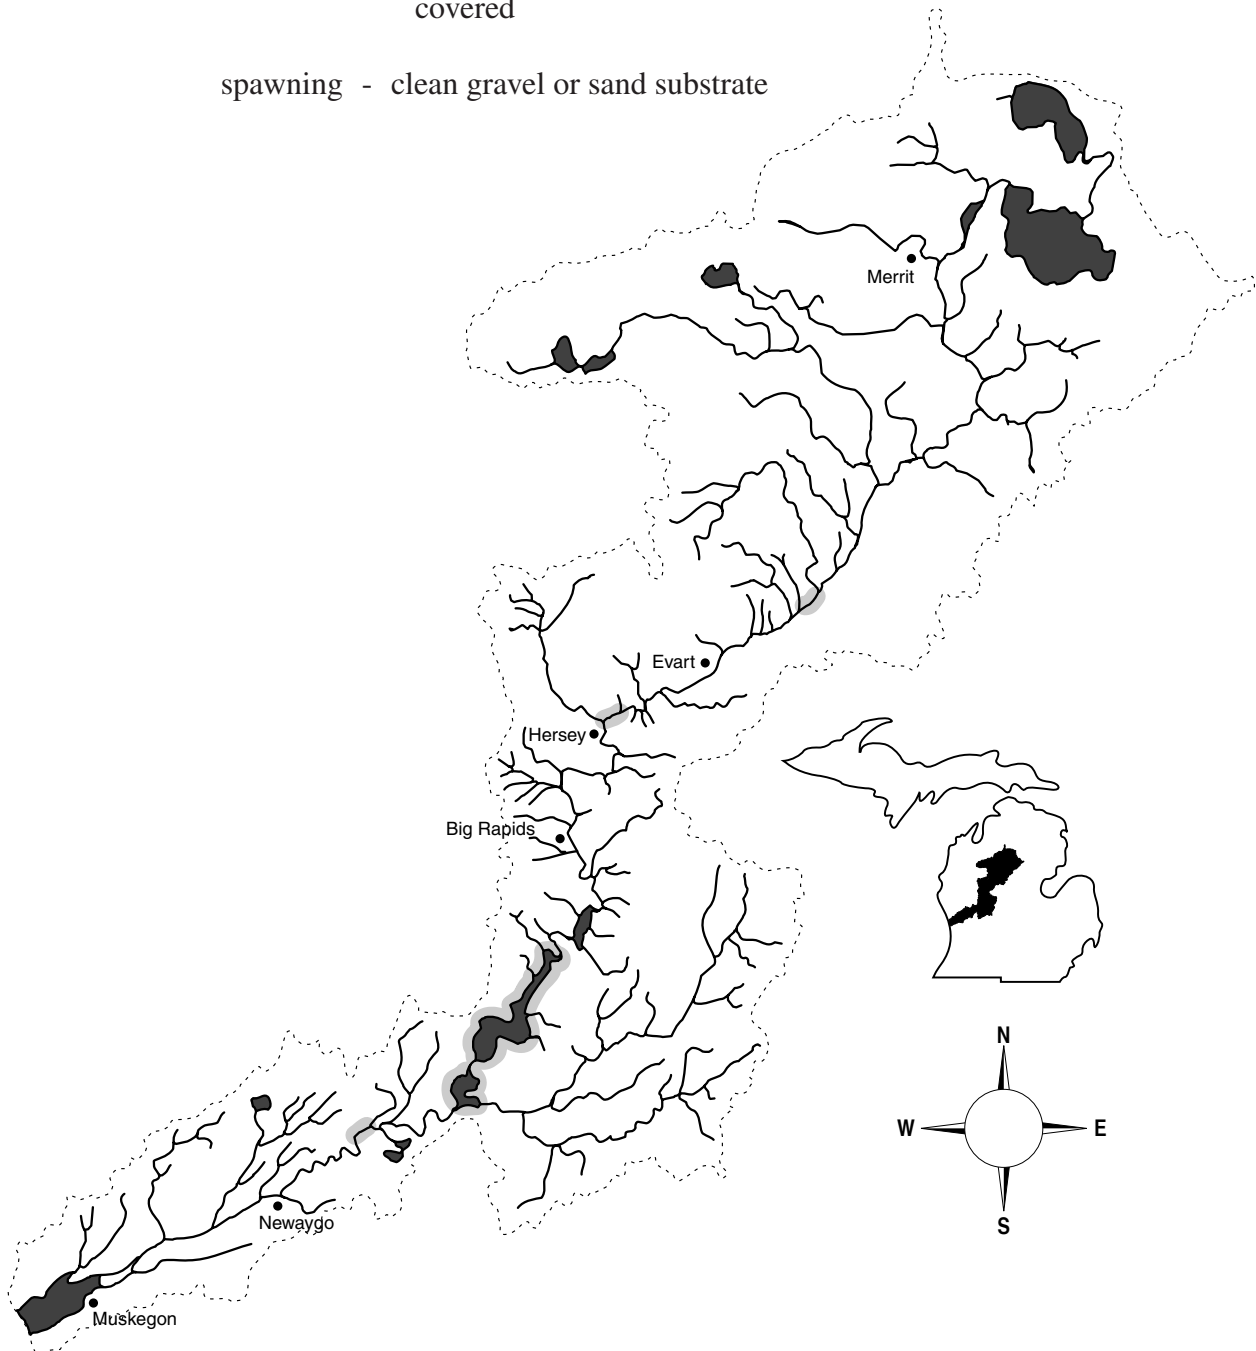 covered
spawning - clean gravel or sand substrate
Merrit
Evart
Hersey
Big Rapids
N
W E
S
Newaygo
Muskegon